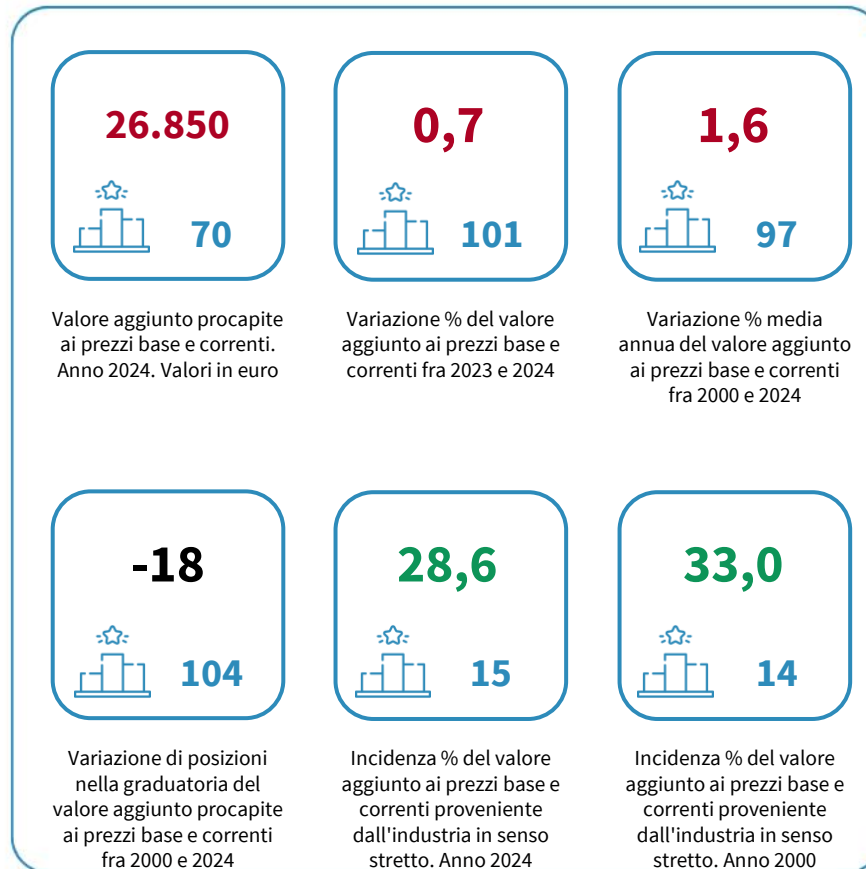 26.850
70
Valore aggiunto procapite
ai prezzi base e correnti.
Anno 2024. Valori in euro
0,7
101
Variazione % del valore
aggiunto ai prezzi base e
correnti fra 2023 e 2024
1,6
97
Variazione % media
annua del valore aggiunto
ai prezzi base e correnti
fra 2000 e 2024
-18
104
Variazione di posizioni
nella graduatoria del
valore aggiunto procapite
ai prezzi base e correnti
fra 2000 e 2024
28,6
15
Incidenza % del valore
aggiunto ai prezzi base e
correnti proveniente
dall'industria in senso
stretto. Anno 2024
33,0
14
Incidenza % del valore
aggiunto ai prezzi base e
correnti proveniente
dall'industria in senso
stretto. Anno 2000